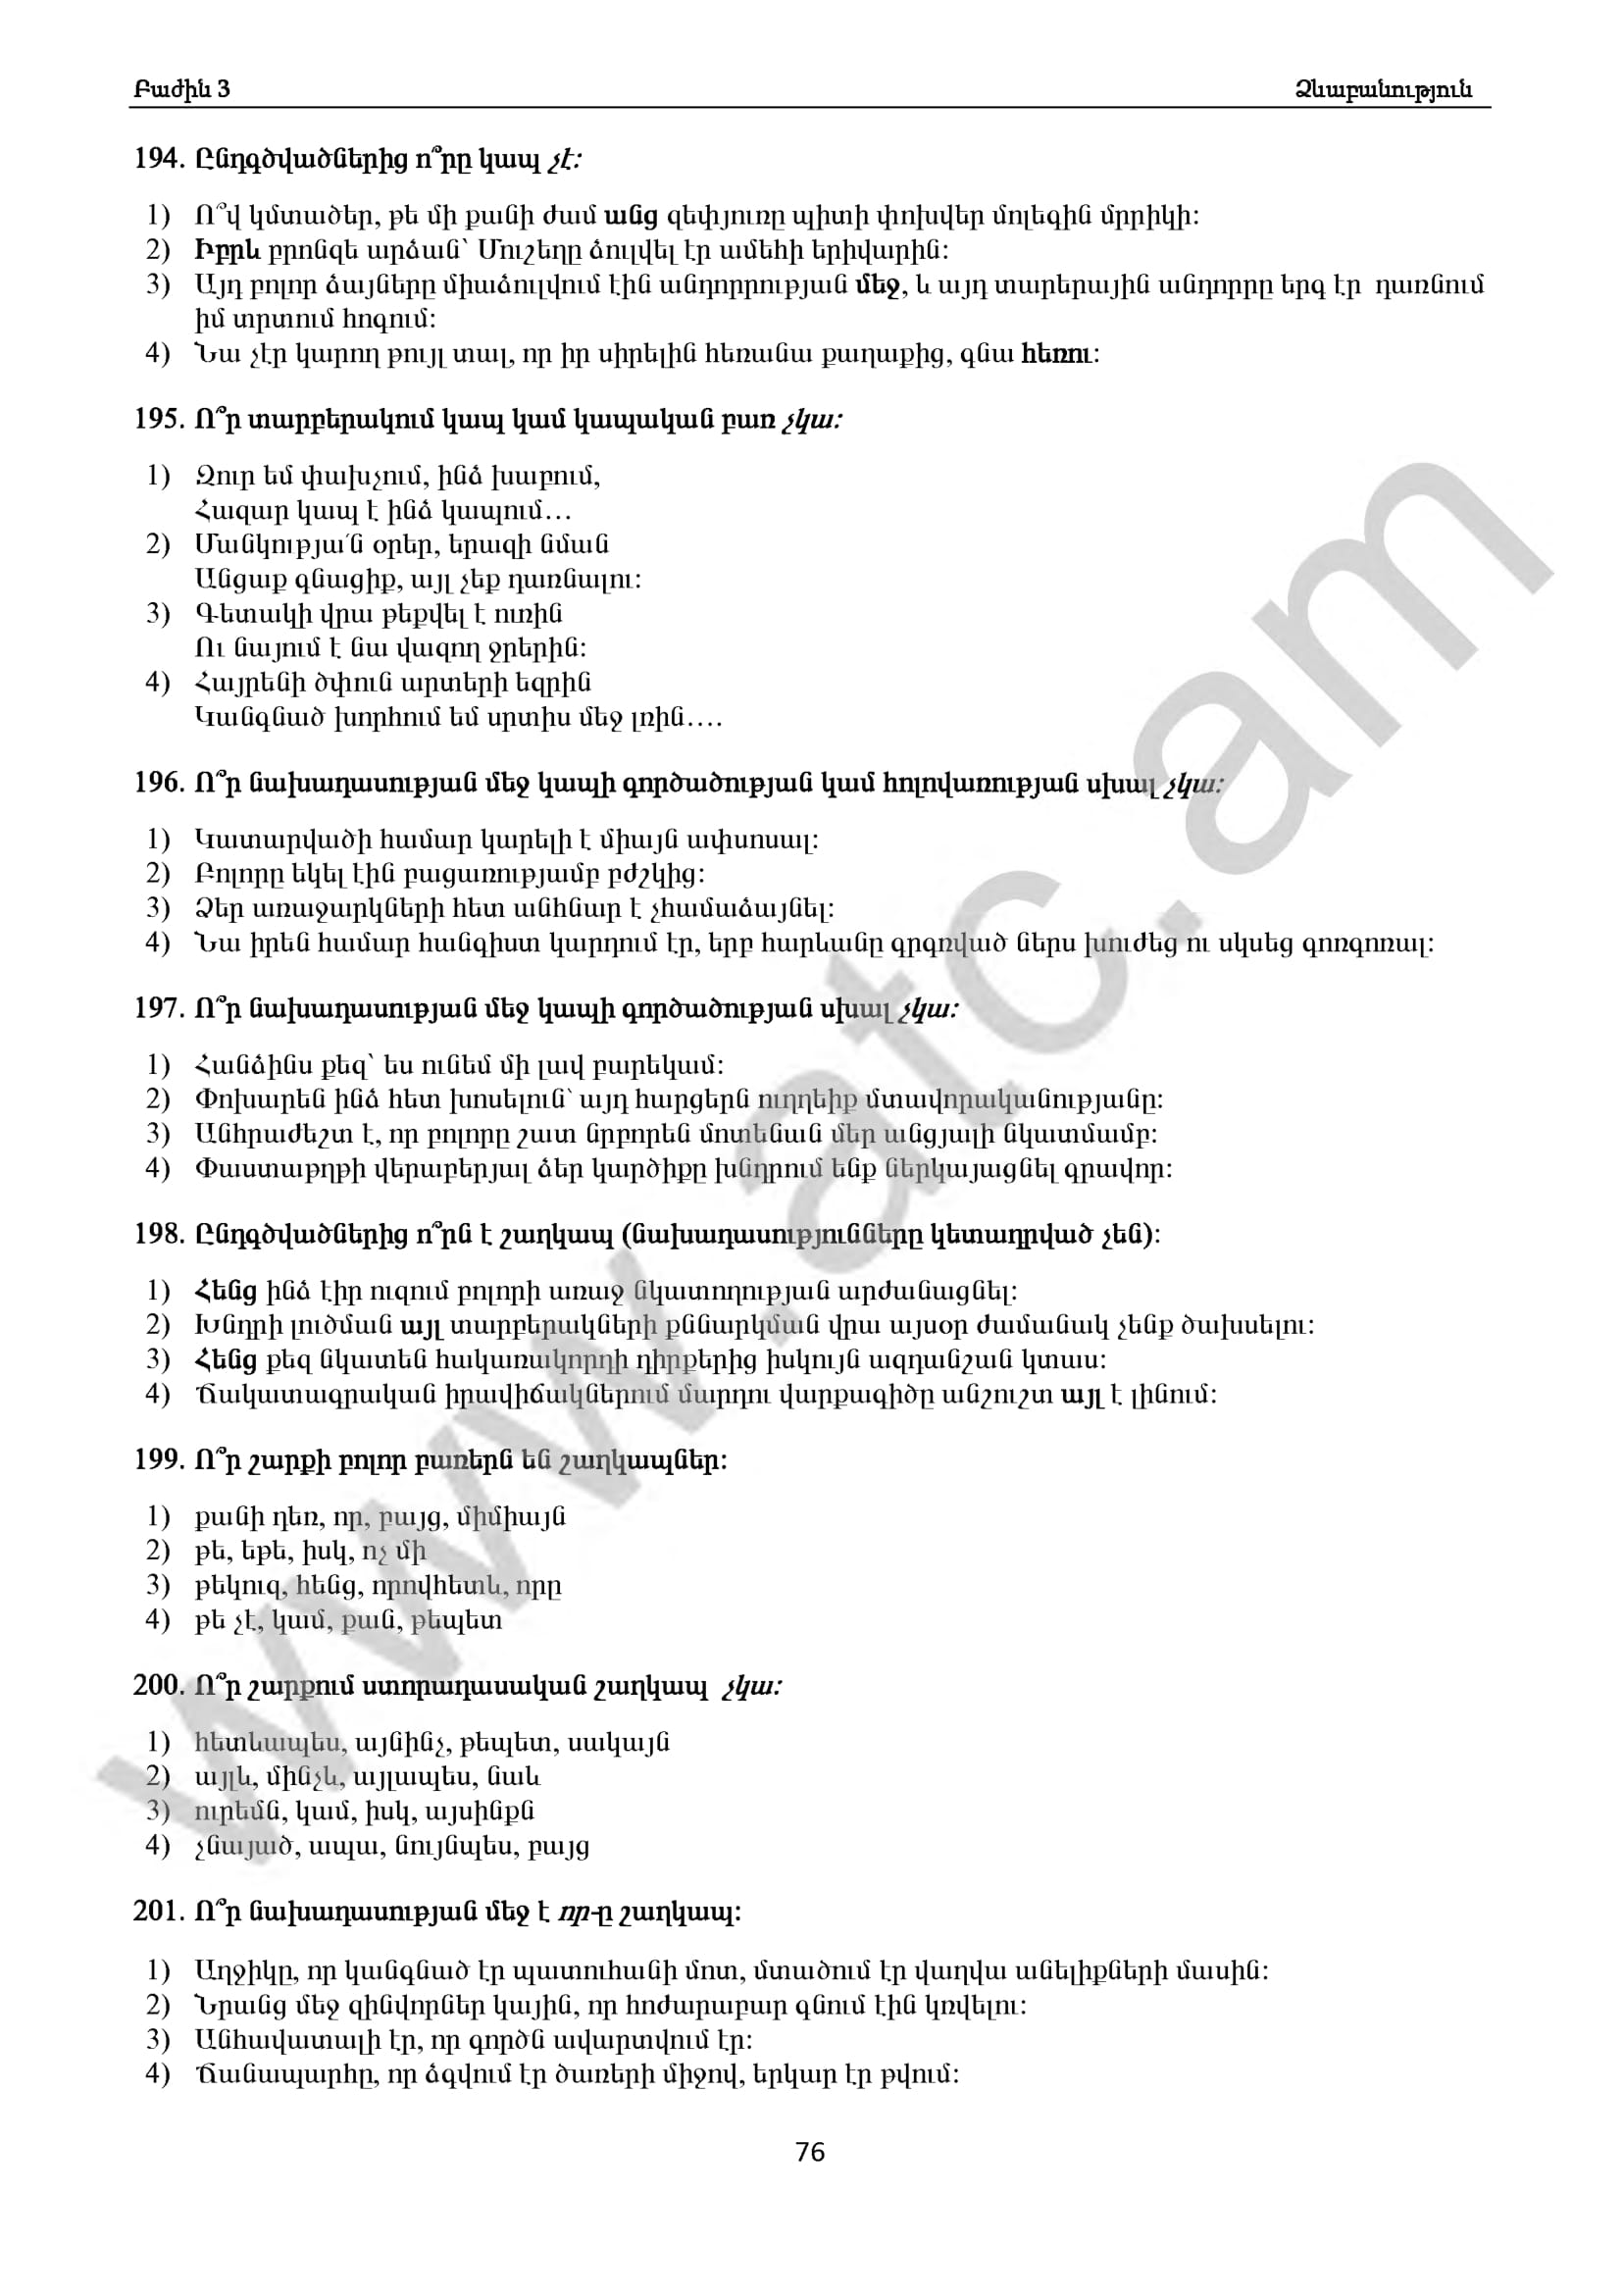 Բաժին 3 Ձևաբանություն
194. Ընդգծվածներից ո՞րը կապ չէ:
1) Ո՞վ կմտածեր, թե մի քանի ժամ անց զեփյուռը պիտի փոխվեր մոլեգին մրրիկի:
2) Իբրև բրոնզե արձան՝ Մուշեղը ձուլվել էր ամեհի երիվարին:
3) Այդ բոլոր ձայները միաձուլվում էին անդորրության մեջ, և այդ տարերային անդորրը երգ էր դառնում
իմ տրտում հոգում:
4) Նա չէր կարող թույլ տալ, որ իր սիրելին հեռանա քաղաքից, գնա հեռու:
195. Ո՞ր տարբերակում կապ կամ կապական բառ չկա:
1) Զուր եմ փախչում, ինձ խաբում,
Հազար կապ է ինձ կապում…
2) Մանկությա՛ն օրեր, երազի նման
Անցաք գնացիք, այլ չեք դառնալու:
3) Գետակի վրա թեքվել է ուռին
Ու նայում է նա վազող ջրերին:
4) Հայրենի ծփուն արտերի եզրին
Կանգնած խորհում եմ սրտիս մեջ լռին….
196. Ո՞ր նախադասության մեջ կապի գործածության կամ հոլովառության սխալ չկա:
1) Կատարվածի համար կարելի է միայն ափսոսալ:
2) Բոլորը եկել էին բացառությամբ բժշկից:
3) Ձեր առաջարկների հետ անհնար է չհամաձայնել:
4) Նա իրեն համար հանգիստ կարդում էր, երբ հարևանը գրգռված ներս խուժեց ու սկսեց գոռգոռալ:
197. Ո՞ր նախադասության մեջ կապի գործածության սխալ չկա:
1) Հանձինս քեզ՝ ես ունեմ մի լավ բարեկամ:
2) Փոխարեն ինձ հետ խոսելուն՝ այդ հարցերն ուղղեիք մտավորականությանը:
3) Անհրաժեշտ է, որ բոլորը շատ նրբորեն մոտենան մեր անցյալի նկատմամբ:
4) Փաստաթղթի վերաբերյալ ձեր կարծիքը խնդրում ենք ներկայացնել գրավոր:
198. Ընդգծվածներից ո՞րն է շաղկապ (նախադասությունները կետադրված չեն):
1) Հենց ինձ էիր ուզում բոլորի առաջ նկատողության արժանացնել:
2) Խնդրի լուծման այլ տարբերակների քննարկման վրա այսօր ժամանակ չենք ծախսելու:
3) Հենց քեզ նկատեն հակառակորդի դիրքերից իսկույն ազդանշան կտաս:
4) Ճակատագրական իրավիճակներում մարդու վարքագիծը անշուշտ այլ է լինում:
199. Ո՞ր շարքի բոլոր բառերն են շաղկապներ:
1) քանի դեռ, որ, բայց, միմիայն
2) թե, եթե, իսկ, ոչ մի
3) թեկուզ, հենց, որովհետև, որը
4) թե չէ, կամ, քան, թեպետ
200. Ո՞ր շարքում ստորադասական շաղկապ չկա:
1) հետևապես, այնինչ, թեպետ, սակայն
2) այլև, մինչև, այլապես, նաև
3) ուրեմն, կամ, իսկ, այսինքն
4) չնայած, ապա, նույնպես, բայց
201. Ո՞ր նախադասության մեջ է որ-ը շաղկապ:
1) Աղջիկը, որ կանգնած էր պատուհանի մոտ, մտածում էր վաղվա անելիքների մասին:
2) Նրանց մեջ զինվորներ կային, որ հոժարաբար գնում էին կռվելու:
3) Անհավատալի էր, որ գործն ավարտվում էր:
4) Ճանապարհը, որ ձգվում էր ծառերի միջով, երկար էր թվում:
76
www.atc.am